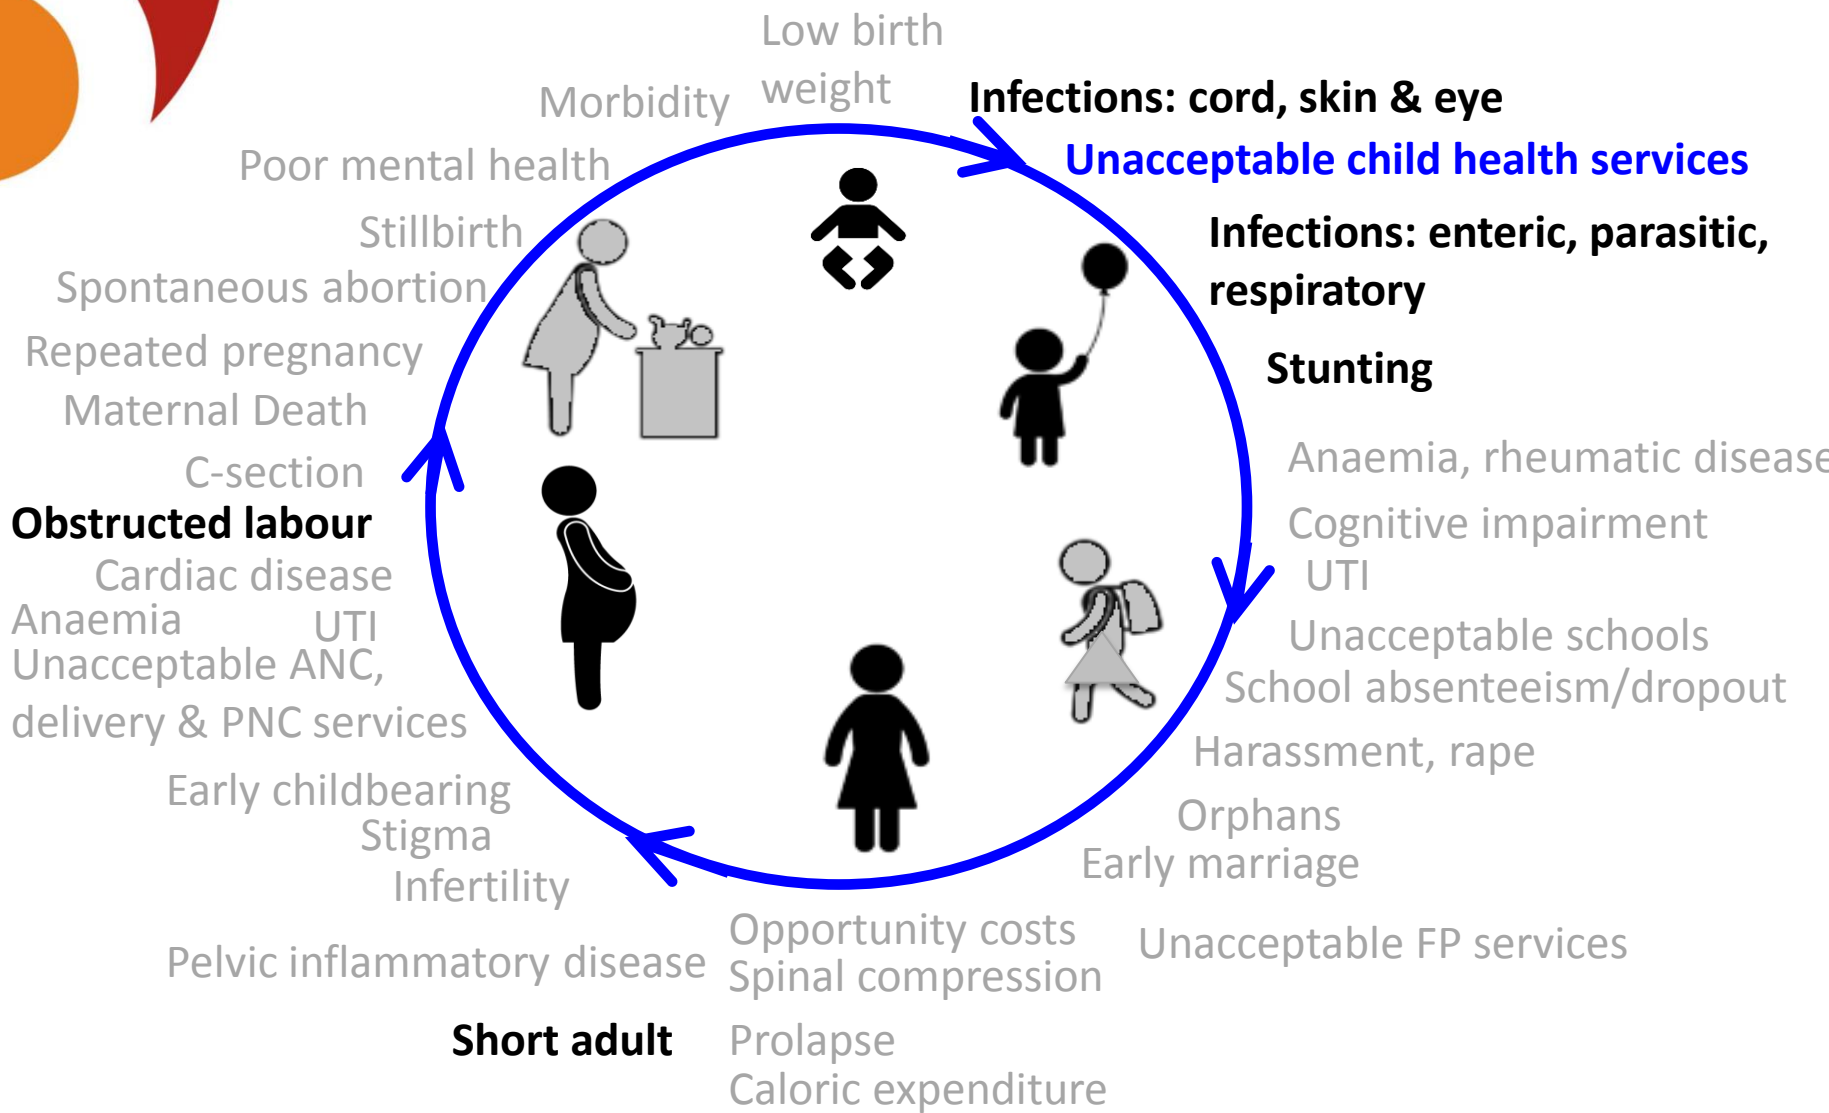 Low birth
weight
Morbidity
Infections: cord, skin & eye
Unacceptable child health services
Poor mental health
Infections: enteric, parasitic,
respiratory
Stillbirth
Spontaneous abortion
Repeated pregnancy
Stunting
Maternal Death
Anaemia, rheumatic disease
C-section
Obstructed labour
Cognitive impairment
Cardiac disease
UTI
Anaemia
UTI
Unacceptable schools
Unacceptable ANC,
delivery & PNC services
School absenteeism/dropout
Harassment, rape
Early childbearing
Orphans
Stigma
Early marriage
Infertility
Opportunity costs
Unacceptable FP services
Pelvic inflammatory disease
Spinal compression
Short adult
Prolapse
Caloric expenditure